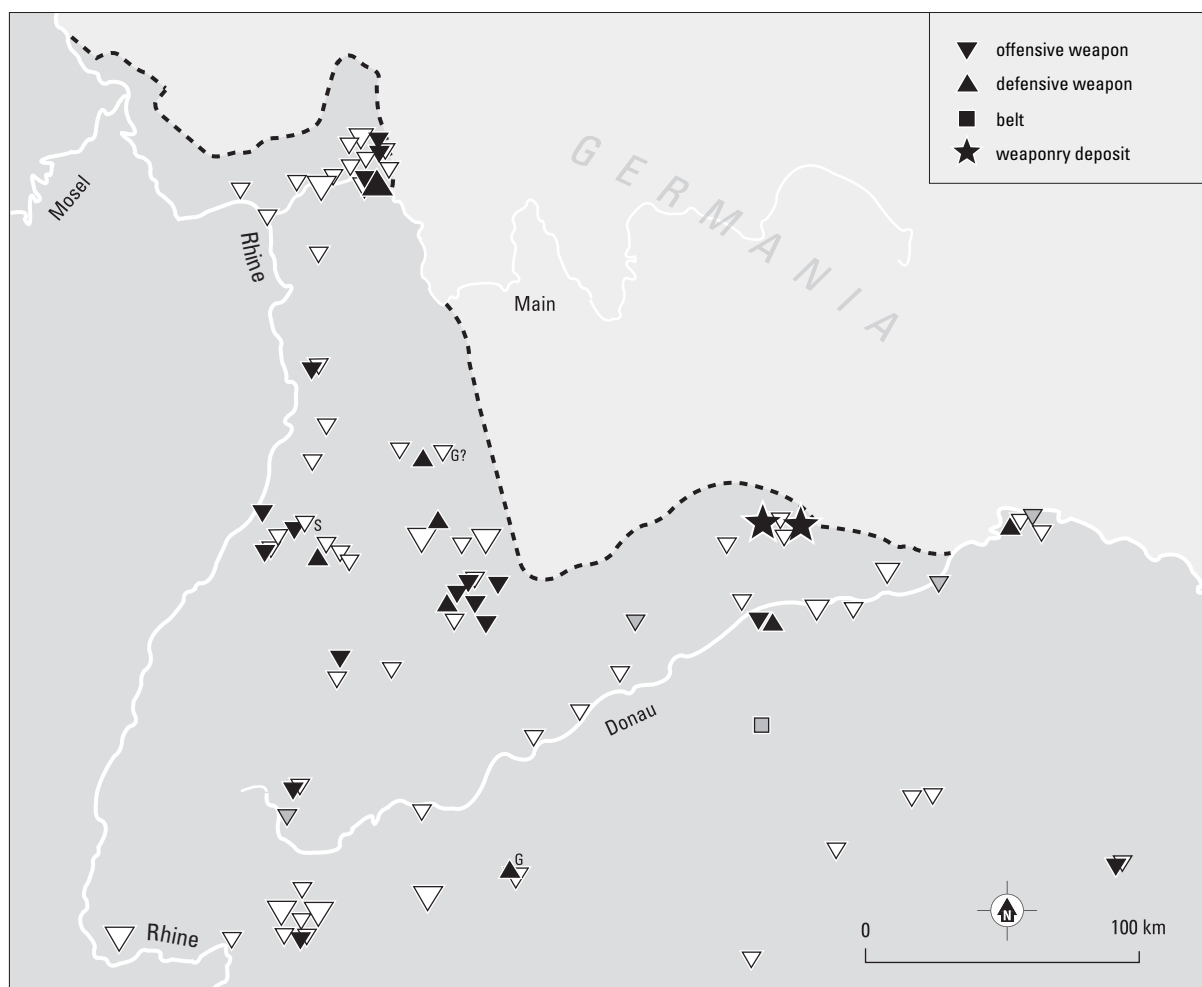 offensive weapon
defensive weapon
belt
weaponry deposit
GERMANIA
Mosel
Rhine
Main
G?
S
Donau
G
N
0
100 km
Rhine